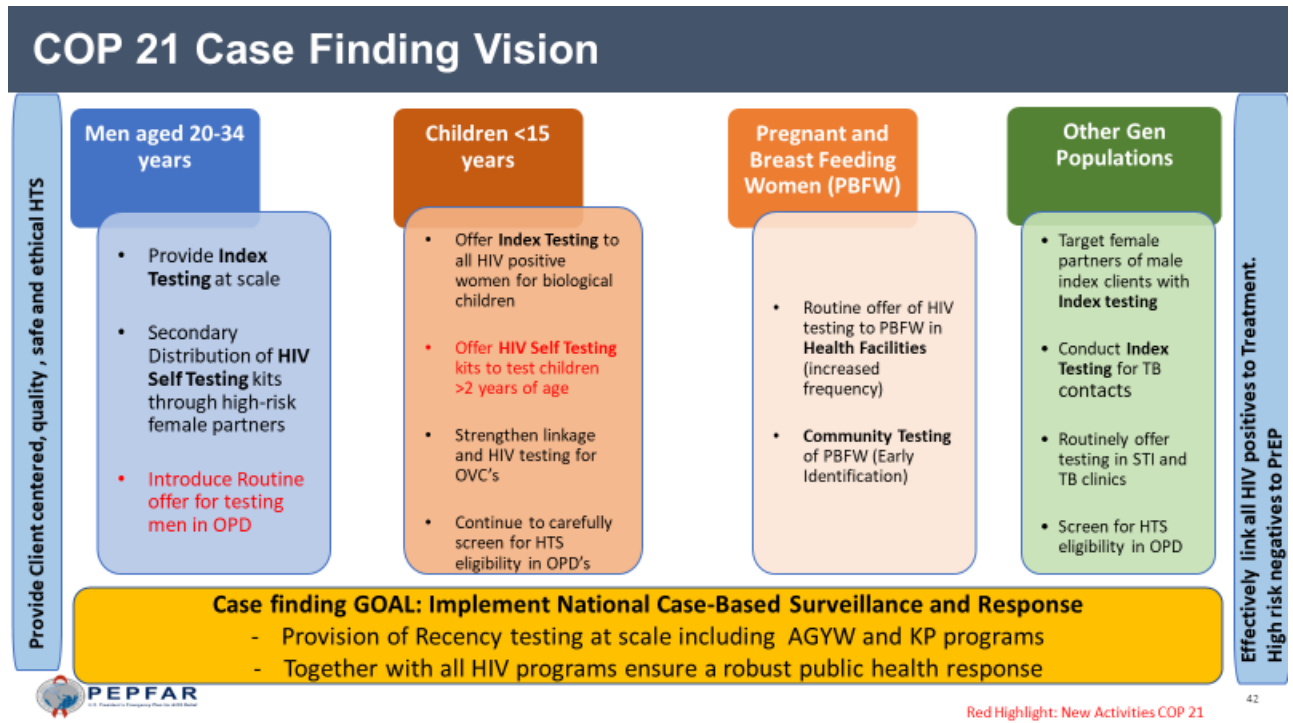 COP 21 Case Finding Vision
Provide Client centered, quality , safe and ethical HTS
Men aged 20-34
years
• Provide Index
Testing at scale
• Secondary
Distribution of HIV
Self Testing kits
through high-risk
female partners
• Introduce Routine
offer for testing
men in OPD
Children <15
years
• Offer Index Testing to
all HIV positive
women for biological
children
• Offer HIV Self Testing
kits to test children
>2 years of age
• Strengthen linkage
and HIV testing for
OVC's
• Continue to carefully
screen for HTS
eligibility in OPD's
Pregnant and
Breast Feeding
Women (PBFW)
• Routine offer of HIV
testing to PBFW in
Health Facilities
(increased
frequency)
• Community Testing
of PBFW (Early
Identification)
Other Gen
Populations
• Target female
partners of male
index clients with
Index testing
• Conduct Index
Testing for TB
contacts
• Routinely offer
testing in STI and
TB clinics
• Screen for HTS
eligibility in OPD
Effectively link all HIV positives to Treatment.
High risk negatives to PrEP
Case finding GOAL: Implement National Case-Based Surveillance and Response
- Provision of Recency testing at scale including AGYW and KP programs
- Together with all HIV programs ensure a robust public health response
PEPFAR
U.S. President's Emergency Plan for AIDS Relief
42
Red Highlight: New Activities COP 21